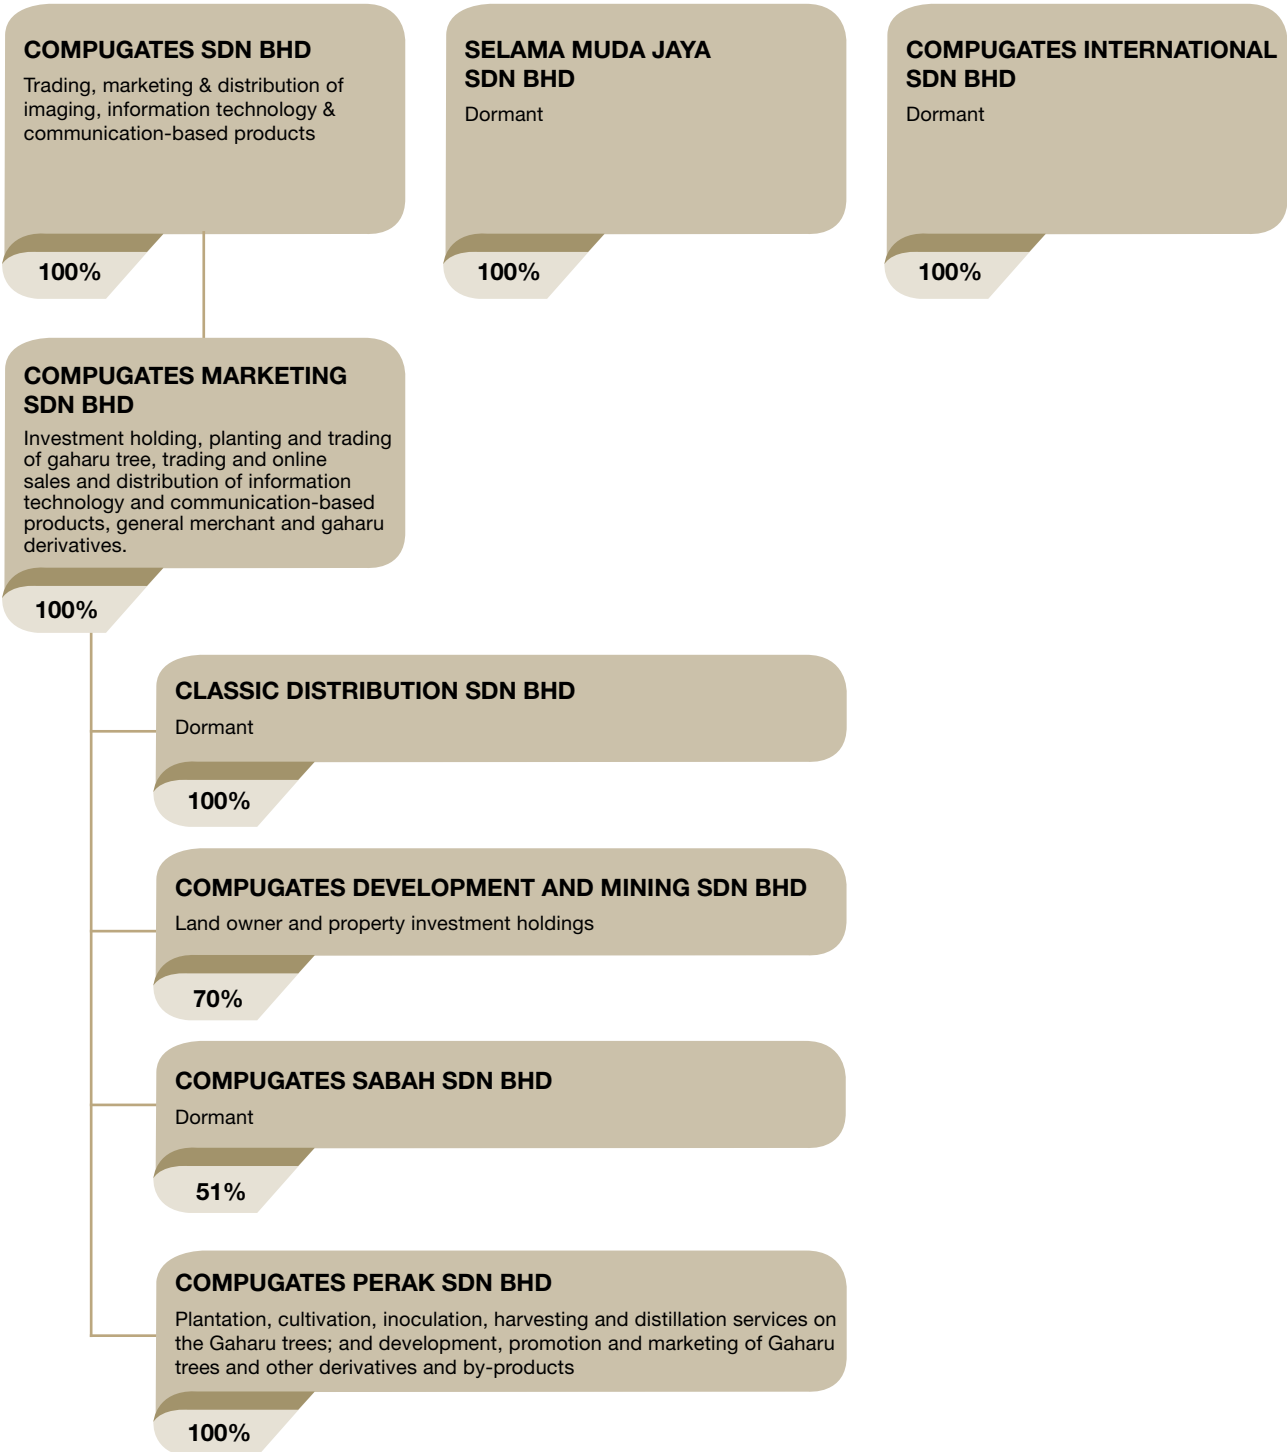 COMPUGATES SDN BHD
Trading, marketing & distribution of
imaging, information technology &
communication-based products
100%
SELAMA MUDA JAYA
SDN BHD
Dormant
100%
COMPUGATES INTERNATIONAL
SDN BHD
Dormant
100%
COMPUGATES MARKETING
SDN BHD
Investment holding, planting and trading
of gaharu tree, trading and online
sales and distribution of information
technology and communication-based
products, general merchant and gaharu
derivatives.
100%
CLASSIC DISTRIBUTION SDN BHD
Dormant
100%
COMPUGATES DEVELOPMENT AND MINING SDN BHD
Land owner and property investment holdings
70%
COMPUGATES SABAH SDN BHD
Dormant
51%
COMPUGATES PERAK SDN BHD
Plantation, cultivation, inoculation, harvesting and distillation services on
the Gaharu trees; and development, promotion and marketing of Gaharu
trees and other derivatives and by-products
100%